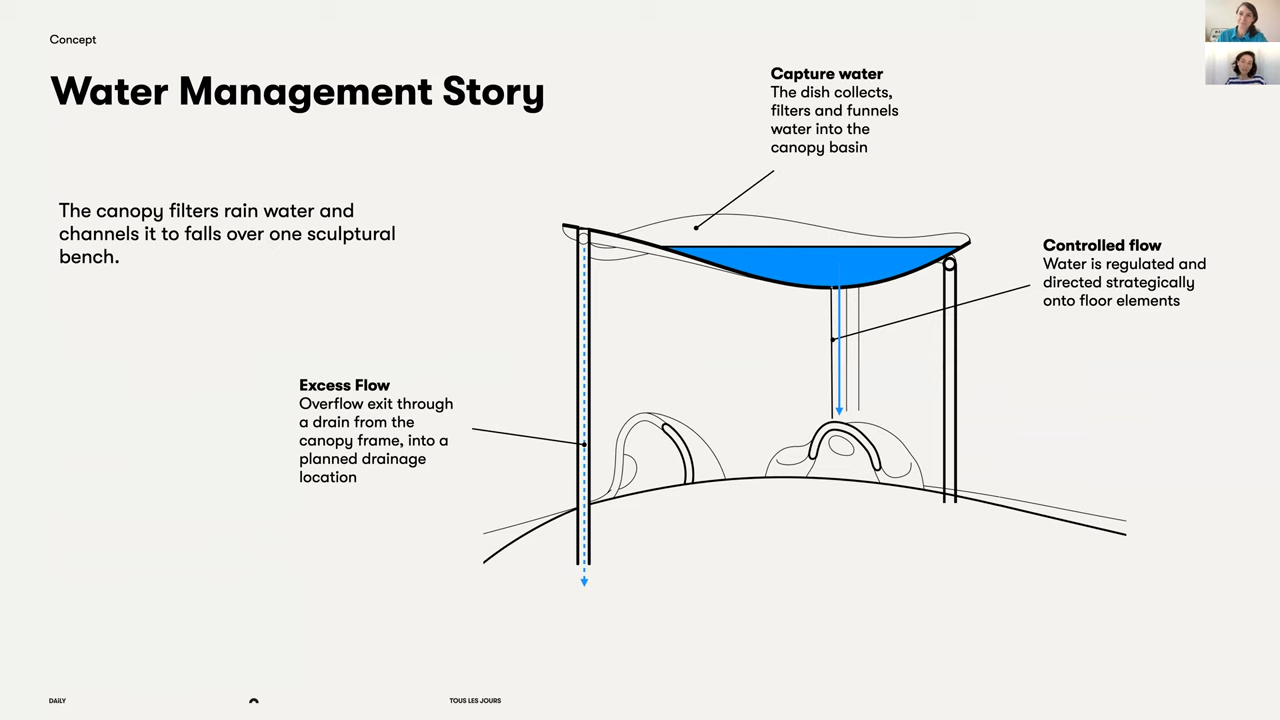 Concept
Water Management Story
The canopy filters rain water and
channels it to falls over one sculptural
bench.
Capture water
The dish collects,
filters and funnels
water into the
canopy basin
Controlled flow
Water is regulated and
directed strategically
onto floor elements
Excess Flow
Overflow exit through
a drain from the
canopy frame, into a
planned drainage
location
DAILY
TOUS LES JOURS